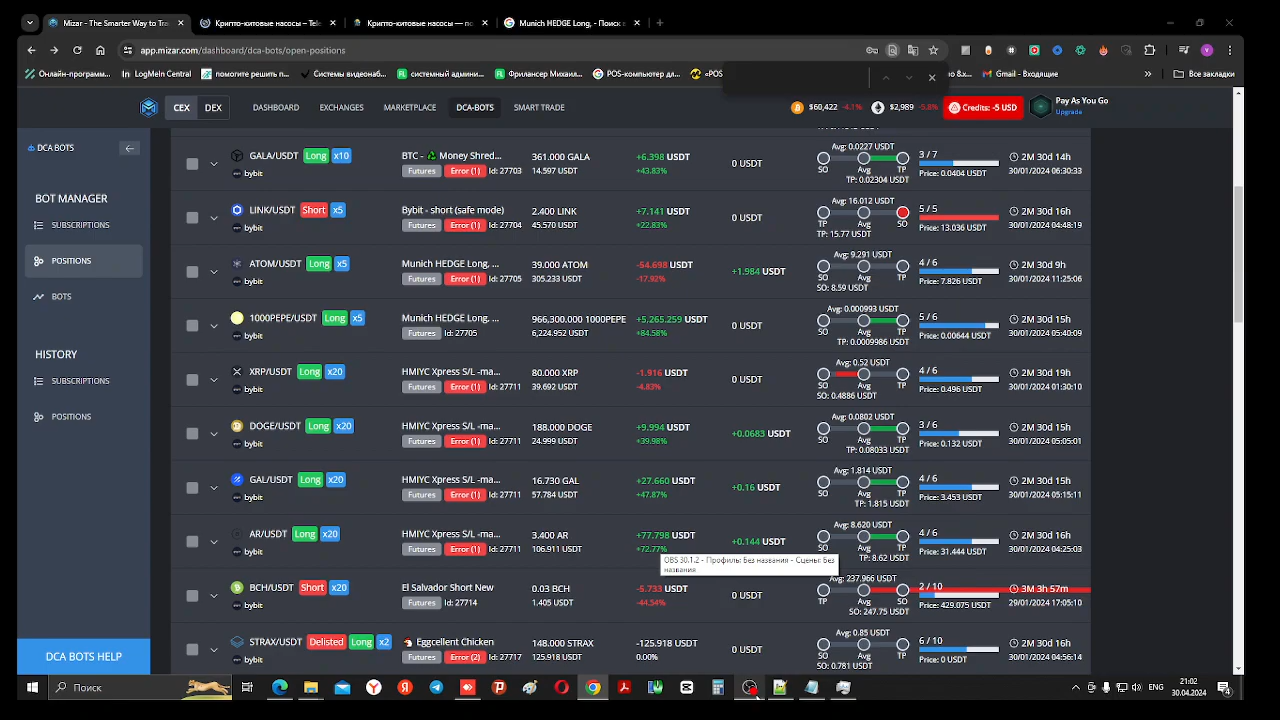 Mizar - The Smarter Way to Tra
Крипто-китовые насосы – Tele
Крипто-китовые насосы — по
Munich HEDGE Long, - Поиск в
app.mizar.com/dashboard/dca-bots/open-positions
Онлайн-программ...
LogMeIn Central
помогите решить п...
Системы видеонаб...
системный админи...
Фрилансер Михаил...
POS-компьютер дл...
«POS
Gmail - Входящие
»
Все закладки
CEX
DEX
DASHBOARD
EXCHANGES
MARKETPLACE
DCA-BOTS
SMART TRADE
$60,422 -4.1%
$2,989 -5.8%
Credits: -5 USD
Pay As You Go
Upgrade
DCA BOTS
BOT MANAGER
SUBSCRIPTIONS
POSITIONS
BOTS
HISTORY
SUBSCRIPTIONS
POSITIONS
DCA BOTS HELP
GALA/USDT Long x10
bybit
BTC - Money Shred...
Futures Error (1) Id: 27703
361.000 GALA
14.597 USDT
+6.398 USDT
+43.83%
0 USDT
Avg: 0.0227 USDT
SO Avg TP
TP: 0.02304 USDT
3 / 7
Price: 0.0404 USDT
2M 30d 14h
30/01/2024 06:30:33
LINK/USDT Short x5
bybit
Bybit - short (safe mode)
Futures Error (1) Id: 27704
2.400 LINK
45.570 USDT
+7.141 USDT
+22.83%
0 USDT
Avg: 16.012 USDT
TP Avg SO
TP: 15.77 USDT
5 / 5
Price: 13.036 USDT
2M 30d 16h
30/01/2024 04:48:19
ATOM/USDT Long x5
bybit
Munich HEDGE Long, ...
Futures Error (1) Id: 27705
39.000 ATOM
305.233 USDT
-54.698 USDT
-17.92%
+1.984 USDT
Avg: 9.291 USDT
SO Avg TP
SO: 8.59 USDT
4 / 6
Price: 7.826 USDT
2M 30d 9h
30/01/2024 11:25:06
1000PEPE/USDT Long x5
bybit
Munich HEDGE Long, ...
Futures Id: 27705
966,300.000 1000PEPE
6,224.952 USDT
+5,265.259 USDT
+84.58%
0 USDT
Avg: 0.000993 USDT
SO Avg TP
TP: 0.0009986 USDT
5 / 6
Price: 0.00644 USDT
2M 30d 15h
30/01/2024 05:40:09
XRP/USDT Long x20
bybit
HMIYC Xpress S/L -ma...
Futures Error (1) Id: 27711
80.000 XRP
39.692 USDT
-1.916 USDT
-4.83%
0 USDT
Avg: 0.52 USDT
SO Avg TP
SO: 0.4886 USDT
4 / 6
Price: 0.496 USDT
2M 30d 19h
30/01/2024 01:30:10
DOGE/USDT Long x20
bybit
HMIYC Xpress S/L -ma...
Futures Error (1) Id: 27711
188.000 DOGE
24.999 USDT
+9.994 USDT
+39.98%
+0.0683 USDT
Avg: 0.0802 USDT
SO Avg TP
TP: 0.08033 USDT
3 / 6
Price: 0.132 USDT
2M 30d 15h
30/01/2024 05:05:01
GAL/USDT Long x20
bybit
HMIYC Xpress S/L -ma...
Futures Error (1) Id: 27711
16.730 GAL
57.784 USDT
+27.660 USDT
+47.87%
+0.16 USDT
Avg: 1.814 USDT
SO Avg TP
TP: 1.815 USDT
4 / 6
Price: 3.453 USDT
2M 30d 15h
30/01/2024 05:15:11
AR/USDT Long x20
bybit
HMIYC Xpress S/L -ma...
Futures Error (1) Id: 27711
3.400 AR
106.911 USDT
+77.798 USDT
+72.77%
+0.144 USDT
Avg: 8.620 USDT
SO Avg TP
TP: 8.62 USDT
4 / 6
Price: 31.444 USDT
2M 30d 16h
30/01/2024 04:25:03
OBS 30.1.2 - Профиль: Без названия - Сцены: Без
названия
BCH/USDT Short x20
bybit
El Salvador Short New
Futures Id: 27714
0.03 BCH
1.405 USDT
-5.733 USDT
-44.54%
0 USDT
237.966 USDT
TP Avg SO
SO: 247.75 USDT
2 / 10
Price: 429.075 USDT
3M 3h 57m
29/01/2024 17:05:10
STRAX/USDT Delisted Long x2
bybit
Eggcellent Chicken
Futures Error (2) Id: 27717
148.000 STRAX
125.918 USDT
-125.918 USDT
0.00%
0 USDT
Avg: 0.85 USDT
SO Avg TP
SO: 0.781 USDT
6 / 10
Price: 0 USDT
2M 30d 16h
30/01/2024 04:56:14
Поиск
ENG
21:02
30.04.2024